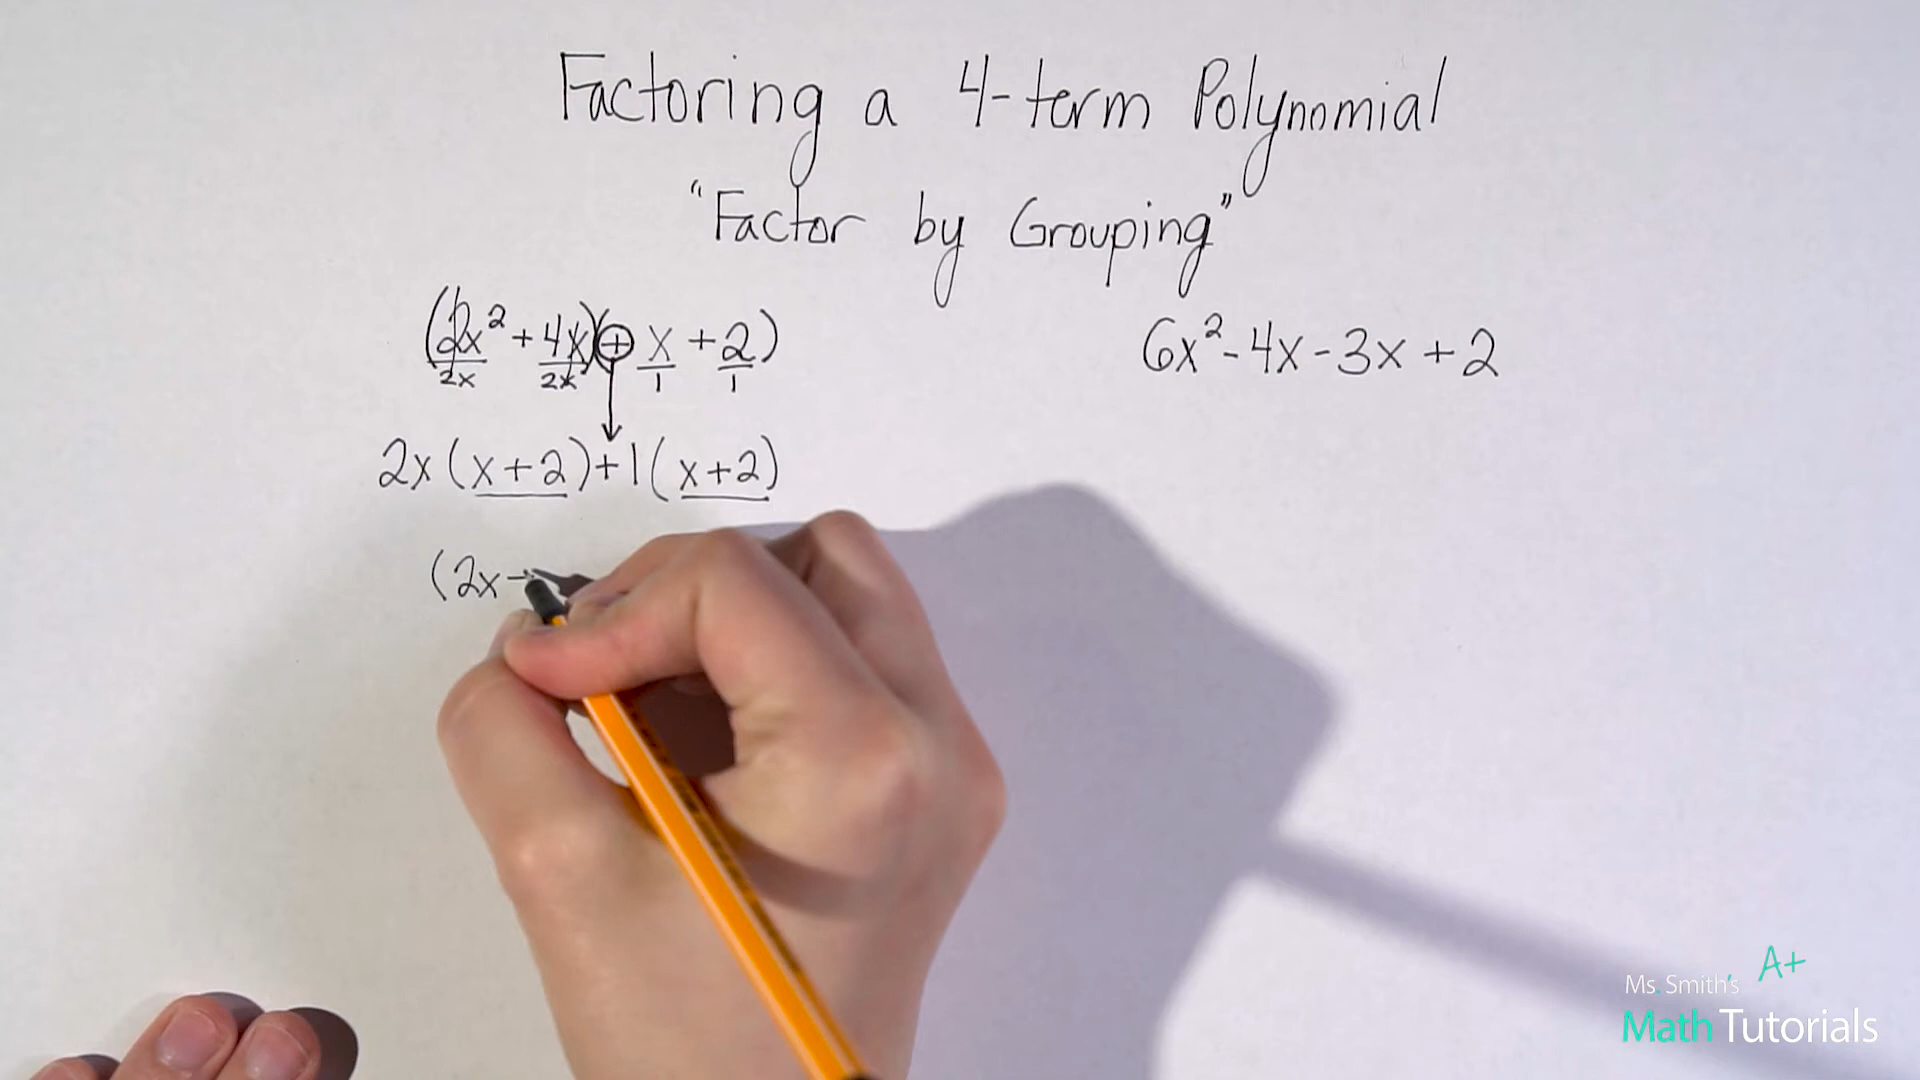 Factoring a 4-term Polynomial
"Factor by Grouping"
(2x² + 4x)(+ x + 2)
2x 2x 1 1
2x(x+2)+1(x+2)
(2x
6x² - 4x - 3x + 2
A+
Ms. Smith's
Math Tutorials